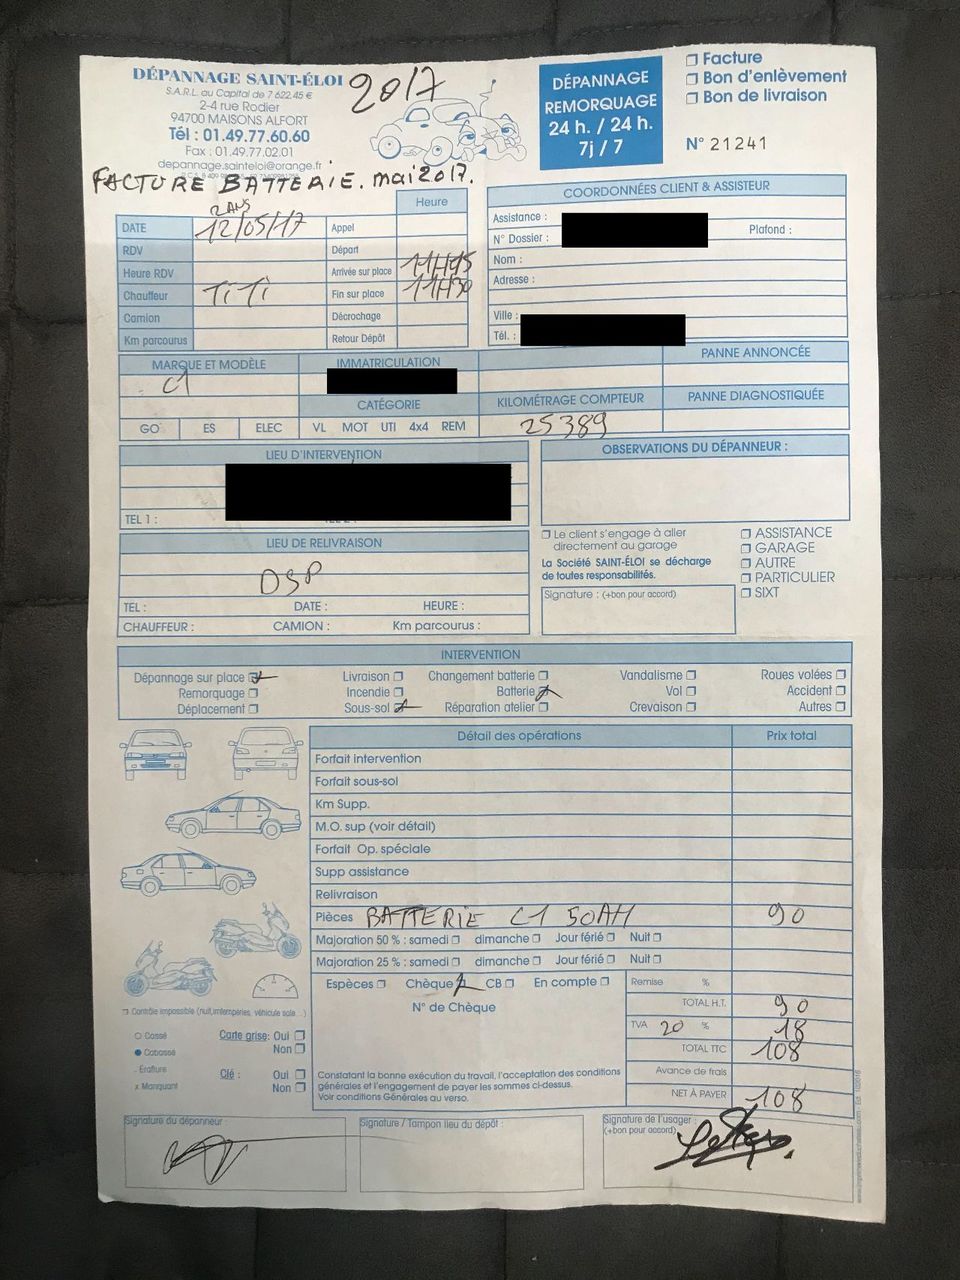 DÉPANNAGE SAINT-ÉLOI
S.A.R.L. au Capital de 7 622,45 €
2-4 rue Rodier
94700 MAISONS ALFORT
Tél : 01.49.77.60.60
Fax : 01.49.77.02.01
depannage.sainteloi@orange.fr
2017
DÉPANNAGE
REMORQUAGE
24 h. / 24 h.
7j / 7
Facture
Bon d'enlèvement
Bon de livraison
N° 21241
FACTURE BATTERIE. mai 2017.
2 ANS
Heure
DATE 12/05/17 Appel
RDV Départ
Heure RDV Arrivée sur place 11H15
Chauffeur TiTi Fin sur place 11H30
Camion Décrochage
Km parcourus Retour Dépôt
COORDONNÉES CLIENT & ASSISTEUR
Assistance :
N° Dossier : Plafond :
Nom :
Adresse :
Ville :
Tél. :
MARQUE ET MODÈLE IMMATRICULATION PANNE ANNONCÉE
C1
CATÉGORIE KILOMÉTRAGE COMPTEUR PANNE DIAGNOSTIQUÉE
GO ES ELEC VL MOT UTI 4x4 REM 25389
LIEU D'INTERVENTION
TEL 1 :
OBSERVATIONS DU DÉPANNEUR :
LIEU DE RELIVRAISON
DSP
TEL : DATE : HEURE :
CHAUFFEUR : CAMION : Km parcourus :
Le client s'engage à aller
directement au garage
La Société SAINT-ÉLOI se décharge
de toutes responsabilités.
Signature : (+bon pour accord)
ASSISTANCE
GARAGE
AUTRE
PARTICULIER
SIXT
INTERVENTION
Dépannage sur place Livraison Changement batterie Vandalisme Roues volées
Remorquage Incendie Batterie Vol Accident
Déplacement Sous-sol Réparation atelier Crevaison Autres
Détail des opérations Prix total
Forfait intervention
Forfait sous-sol
Km Supp.
M.O. sup (voir détail)
Forfait Op. spéciale
Supp assistance
Relivraison
Pièces BATTERIE C1 50AH 90
Majoration 50 % : samedi dimanche Jour férié Nuit
Majoration 25 % : samedi dimanche Jour férié Nuit
Espèces Chèque CB En compte
N° de Chèque
Remise %
TOTAL H.T. 90
TVA 20 % 18
TOTAL TTC 108
Avance de frais
NET À PAYER 108
Contrôle impossible (nuit, intempéries, véhicule sale...)
Cassé
Cabossé
Éraflure
x Manquant
Carte grise: Oui
Non
Clé : Oui
Non
Constatant la bonne exécution du travail, l'acceptation des conditions
générales et l'engagement de payer les sommes ci-dessus.
Voir conditions Générales au verso.
Signature du dépanneur :
Signature / Tampon lieu du dépôt :
Signature de l'usager :
(+bon pour accord)